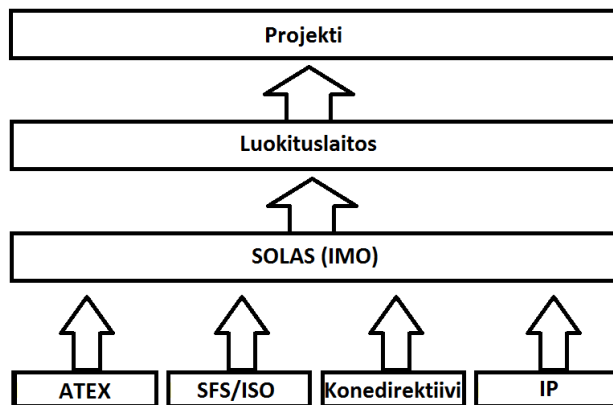 Projekti
Luokituslaitos
SOLAS (IMO)
ATEX
SFS/ISO
Konedirektiivi
IP